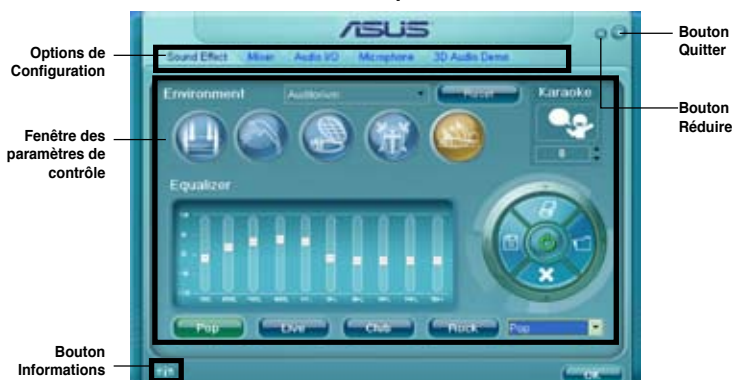 ASUS
Bouton
Quitter
Options de
Configuration
Sound Effect Mixer Audio I/O Microphone 3D Audio Demo
Environment Auditorium Reset Karaoke
Bouton
Réduire
Fenêtre des
paramètres de
contrôle
Equalizer
Pop Live Club Rock Pop
Bouton
Informations
OK